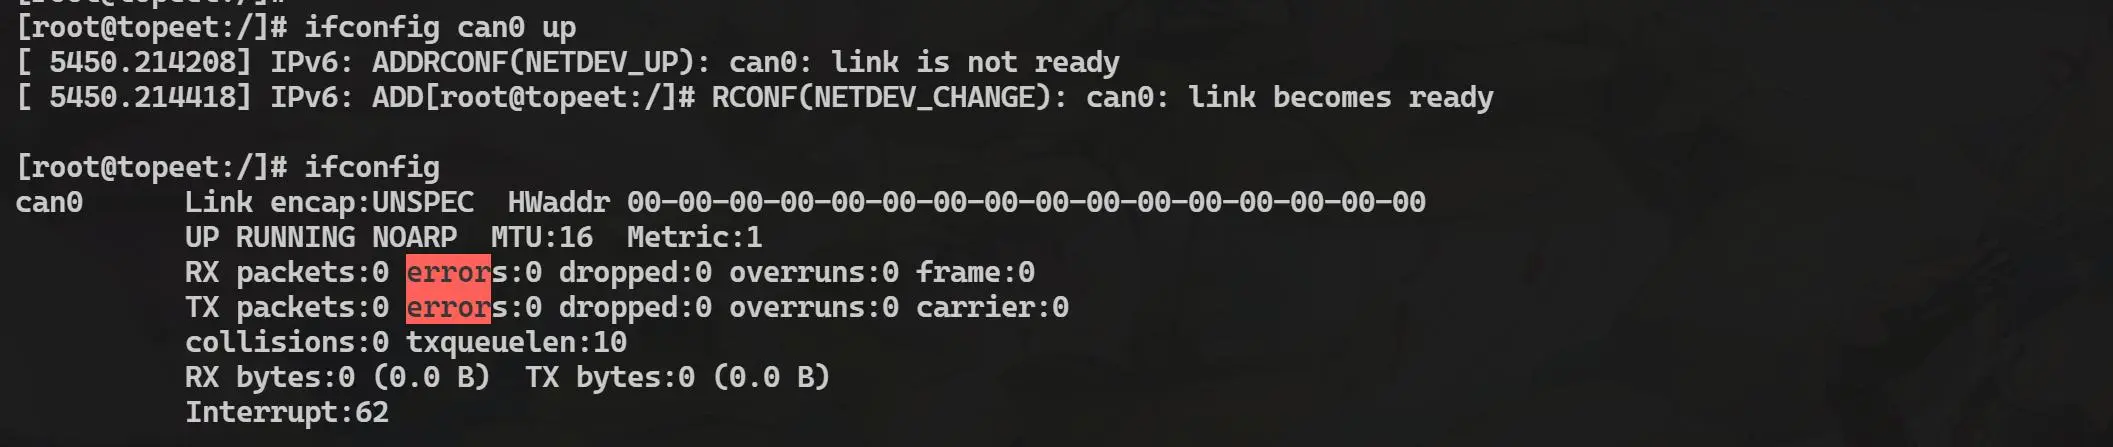 [root@topeet:/]# ifconfig can0 up
[ 5450.214208] IPv6: ADDRCONF(NETDEV_UP): can0: link is not ready
[ 5450.214418] IPv6: ADD[root@topeet:/]# RCONF(NETDEV_CHANGE): can0: link becomes ready
[root@topeet:/]# ifconfig
can0      Link encap:UNSPEC  HWaddr 00-00-00-00-00-00-00-00-00-00-00-00-00-00-00-00
          UP RUNNING NOARP  MTU:16  Metric:1
          RX packets:0 errors:0 dropped:0 overruns:0 frame:0
          TX packets:0 errors:0 dropped:0 overruns:0 carrier:0
          collisions:0 txqueuelen:10
          RX bytes:0 (0.0 B)  TX bytes:0 (0.0 B)
          Interrupt:62